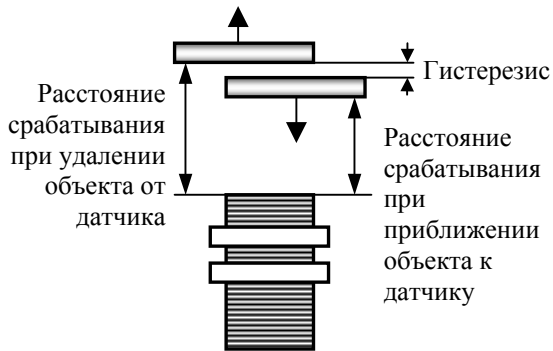 Гистерезис
Расстояние
срабатывания
при удалении
объекта от
датчика
Расстояние
срабатывания
при
приближении
объекта к
датчику